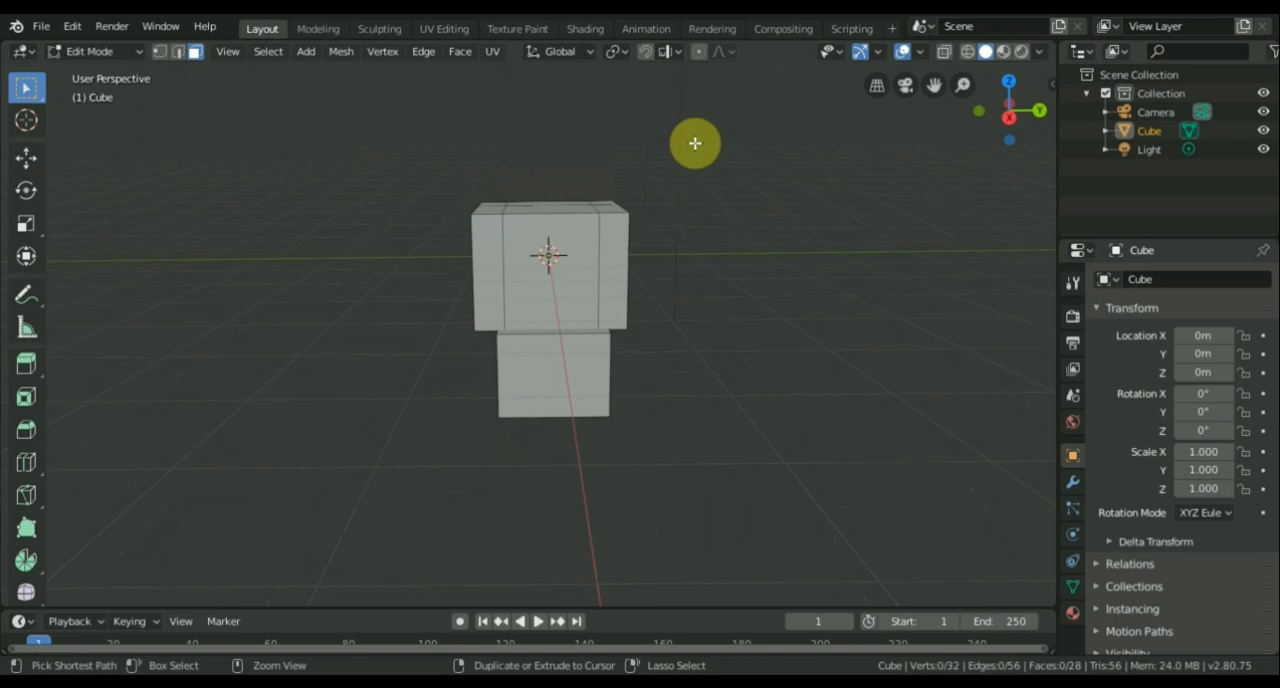 File Edit Render Window Help Layout Modeling Sculpting UV Editing Texture Paint Shading Animation Rendering Compositing Scripting + Scene View Layer
Edit Mode View Select Add Mesh Vertex Edge Face UV Global
User Perspective
(1) Cube
Z
Y
X
Scene Collection
Collection
Camera
Cube
Light
Cube
Cube
Transform
Location X 0m
Y 0m
Z 0m
Rotation X 0°
Y 0°
Z 0°
Scale X 1.000
Y 1.000
Z 1.000
Rotation Mode XYZ Eule
Delta Transform
Relations
Collections
Instancing
Motion Paths
Visibility
Playback Keying View Marker 1 Start: 1 End: 250
1 20 40 60 80 100 120 140 160 180 200 220 240
Pick Shortest Path Box Select Zoom View Duplicate or Extrude to Cursor Lasso Select Cube | Verts:0/32 | Edges:0/56 | Faces:0/28 | Tris:56 | Mem: 24.0 MB | v2.80.75